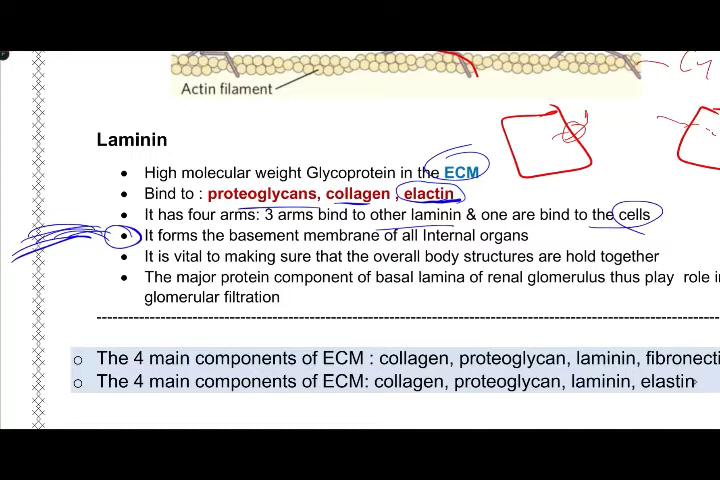 Actin filament
Laminin
• High molecular weight Glycoprotein in the ECM
• Bind to : proteoglycans, collagen , elactin
• It has four arms: 3 arms bind to other laminin & one are bind to the cells
• It forms the basement membrane of all Internal organs
• It is vital to making sure that the overall body structures are hold together
• The major protein component of basal lamina of renal glomerulus thus play role in
glomerular filtration
o The 4 main components of ECM : collagen, proteoglycan, laminin, fibronecti
o The 4 main components of ECM: collagen, proteoglycan, laminin, elastin